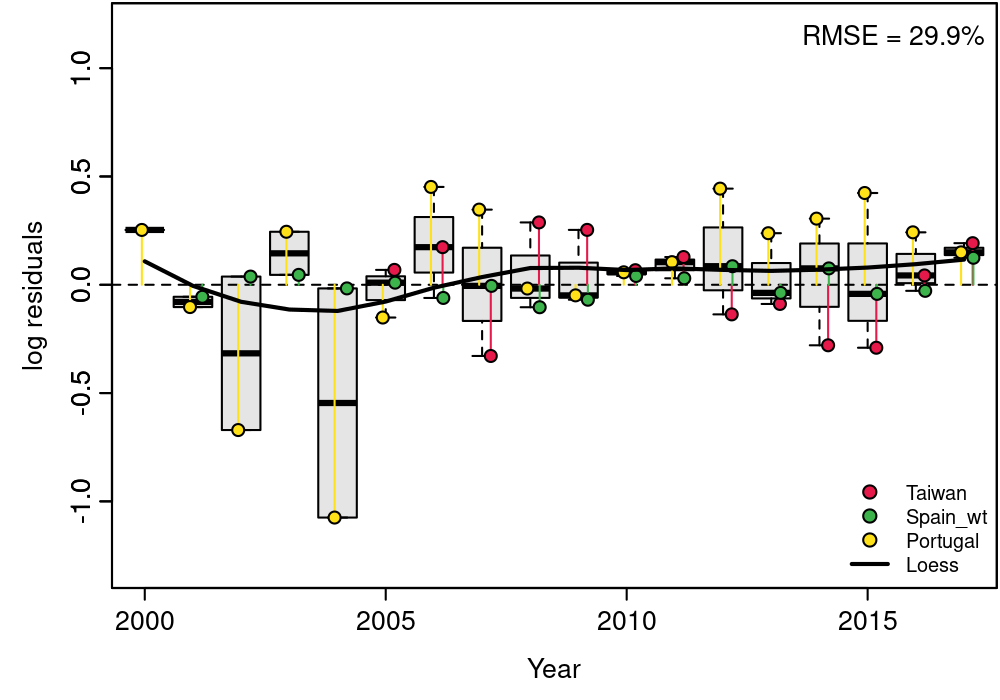 RMSE = 29.9%
1.0
0.5
0.0
-0.5
-1.0
log residuals
Taiwan
Spain_wt
Portugal
Loess
2000 2005 2010 2015
Year